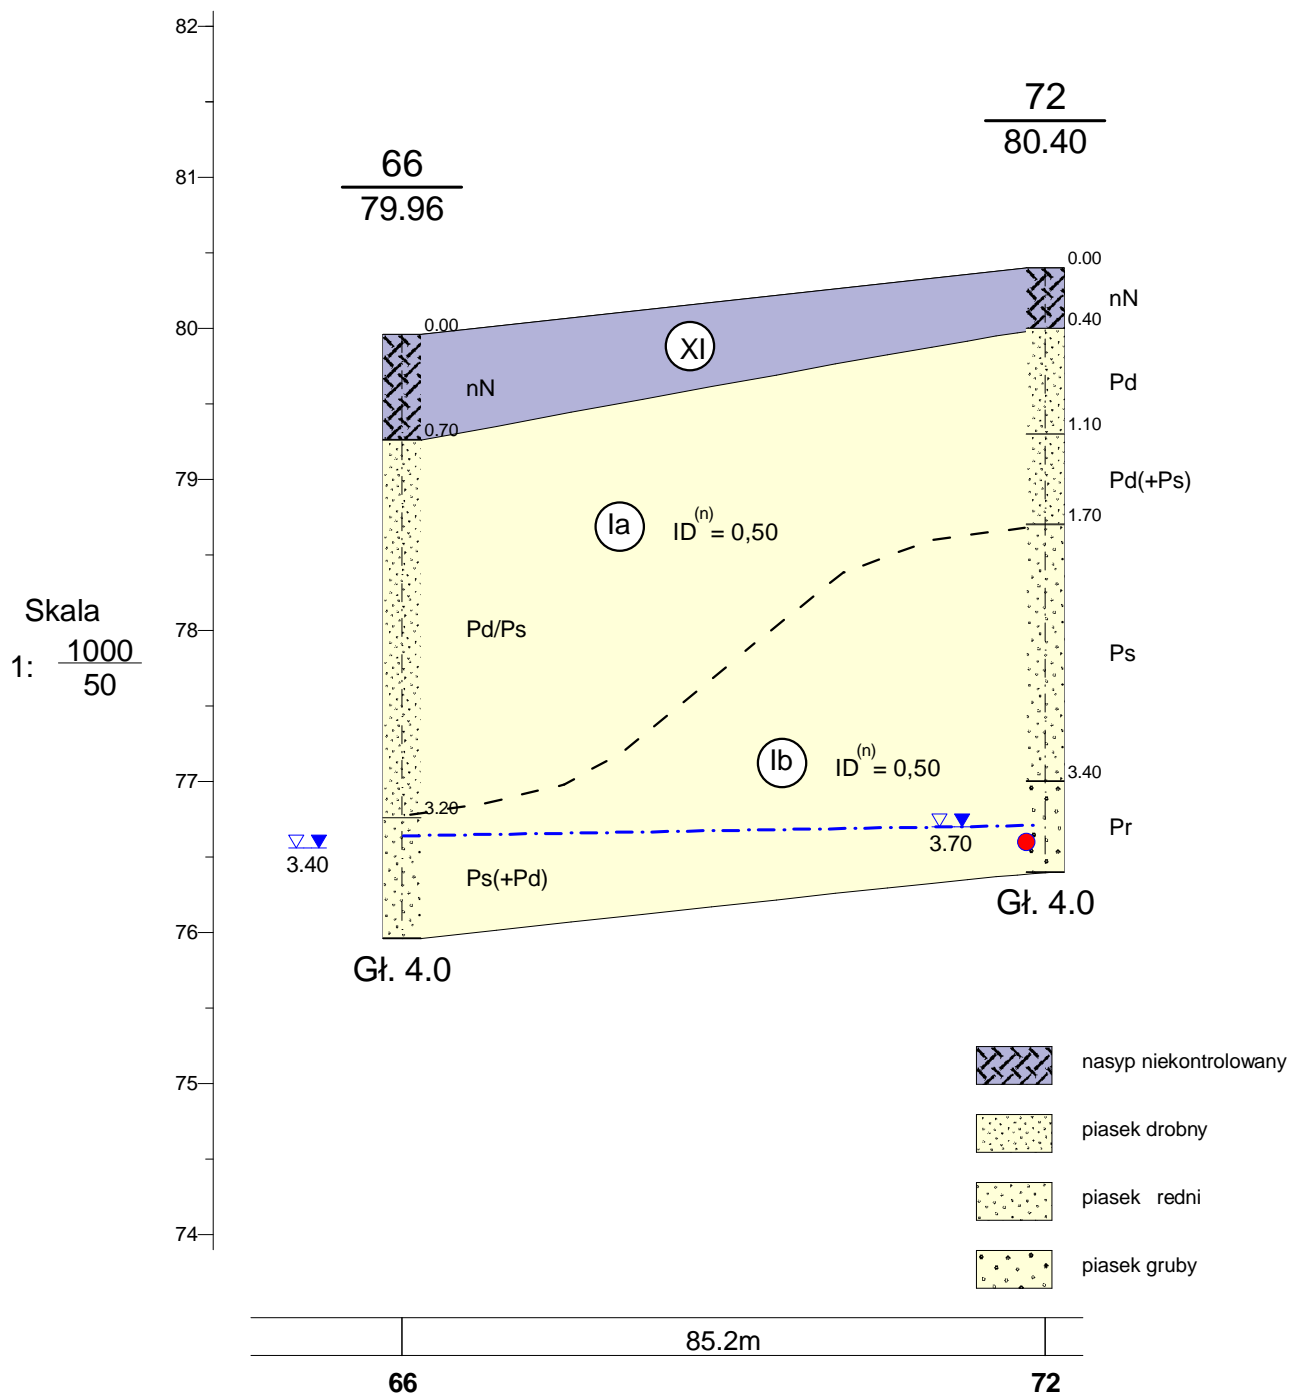 82
72
80.40
81
66
79.96
0.00
nN
0.40
80
0.00
XI
Pd
nN
0.70
1.10
79
Pd(+Ps)
1.70
Ia
ID(n) = 0,50
Skala
1: 1000
50
78
Pd/Ps
Ps
Ib
ID(n) = 0,50
3.40
77
3.20
Pr
3.40
3.70
Ps(+Pd)
Gł. 4.0
76
Gł. 4.0
nasyp niekontrolowany
75
piasek drobny
piasek redni
74
piasek gruby
85.2m
66
72